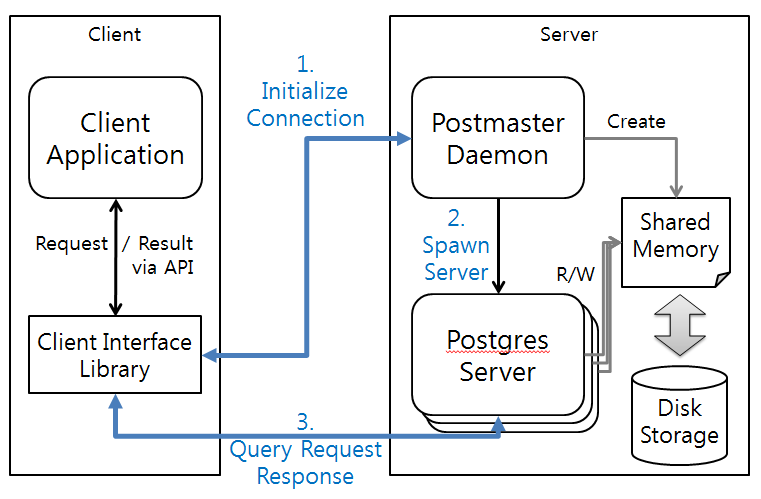 Client
Server
1.
Initialize
Connection
Client
Application
Postmaster
Daemon
Create
Request / Result
via API
2.
Spawn
Server
Shared
Memory
R/W
Client Interface
Library
Postgres
Server
Disk
Storage
3.
Query Request
Response